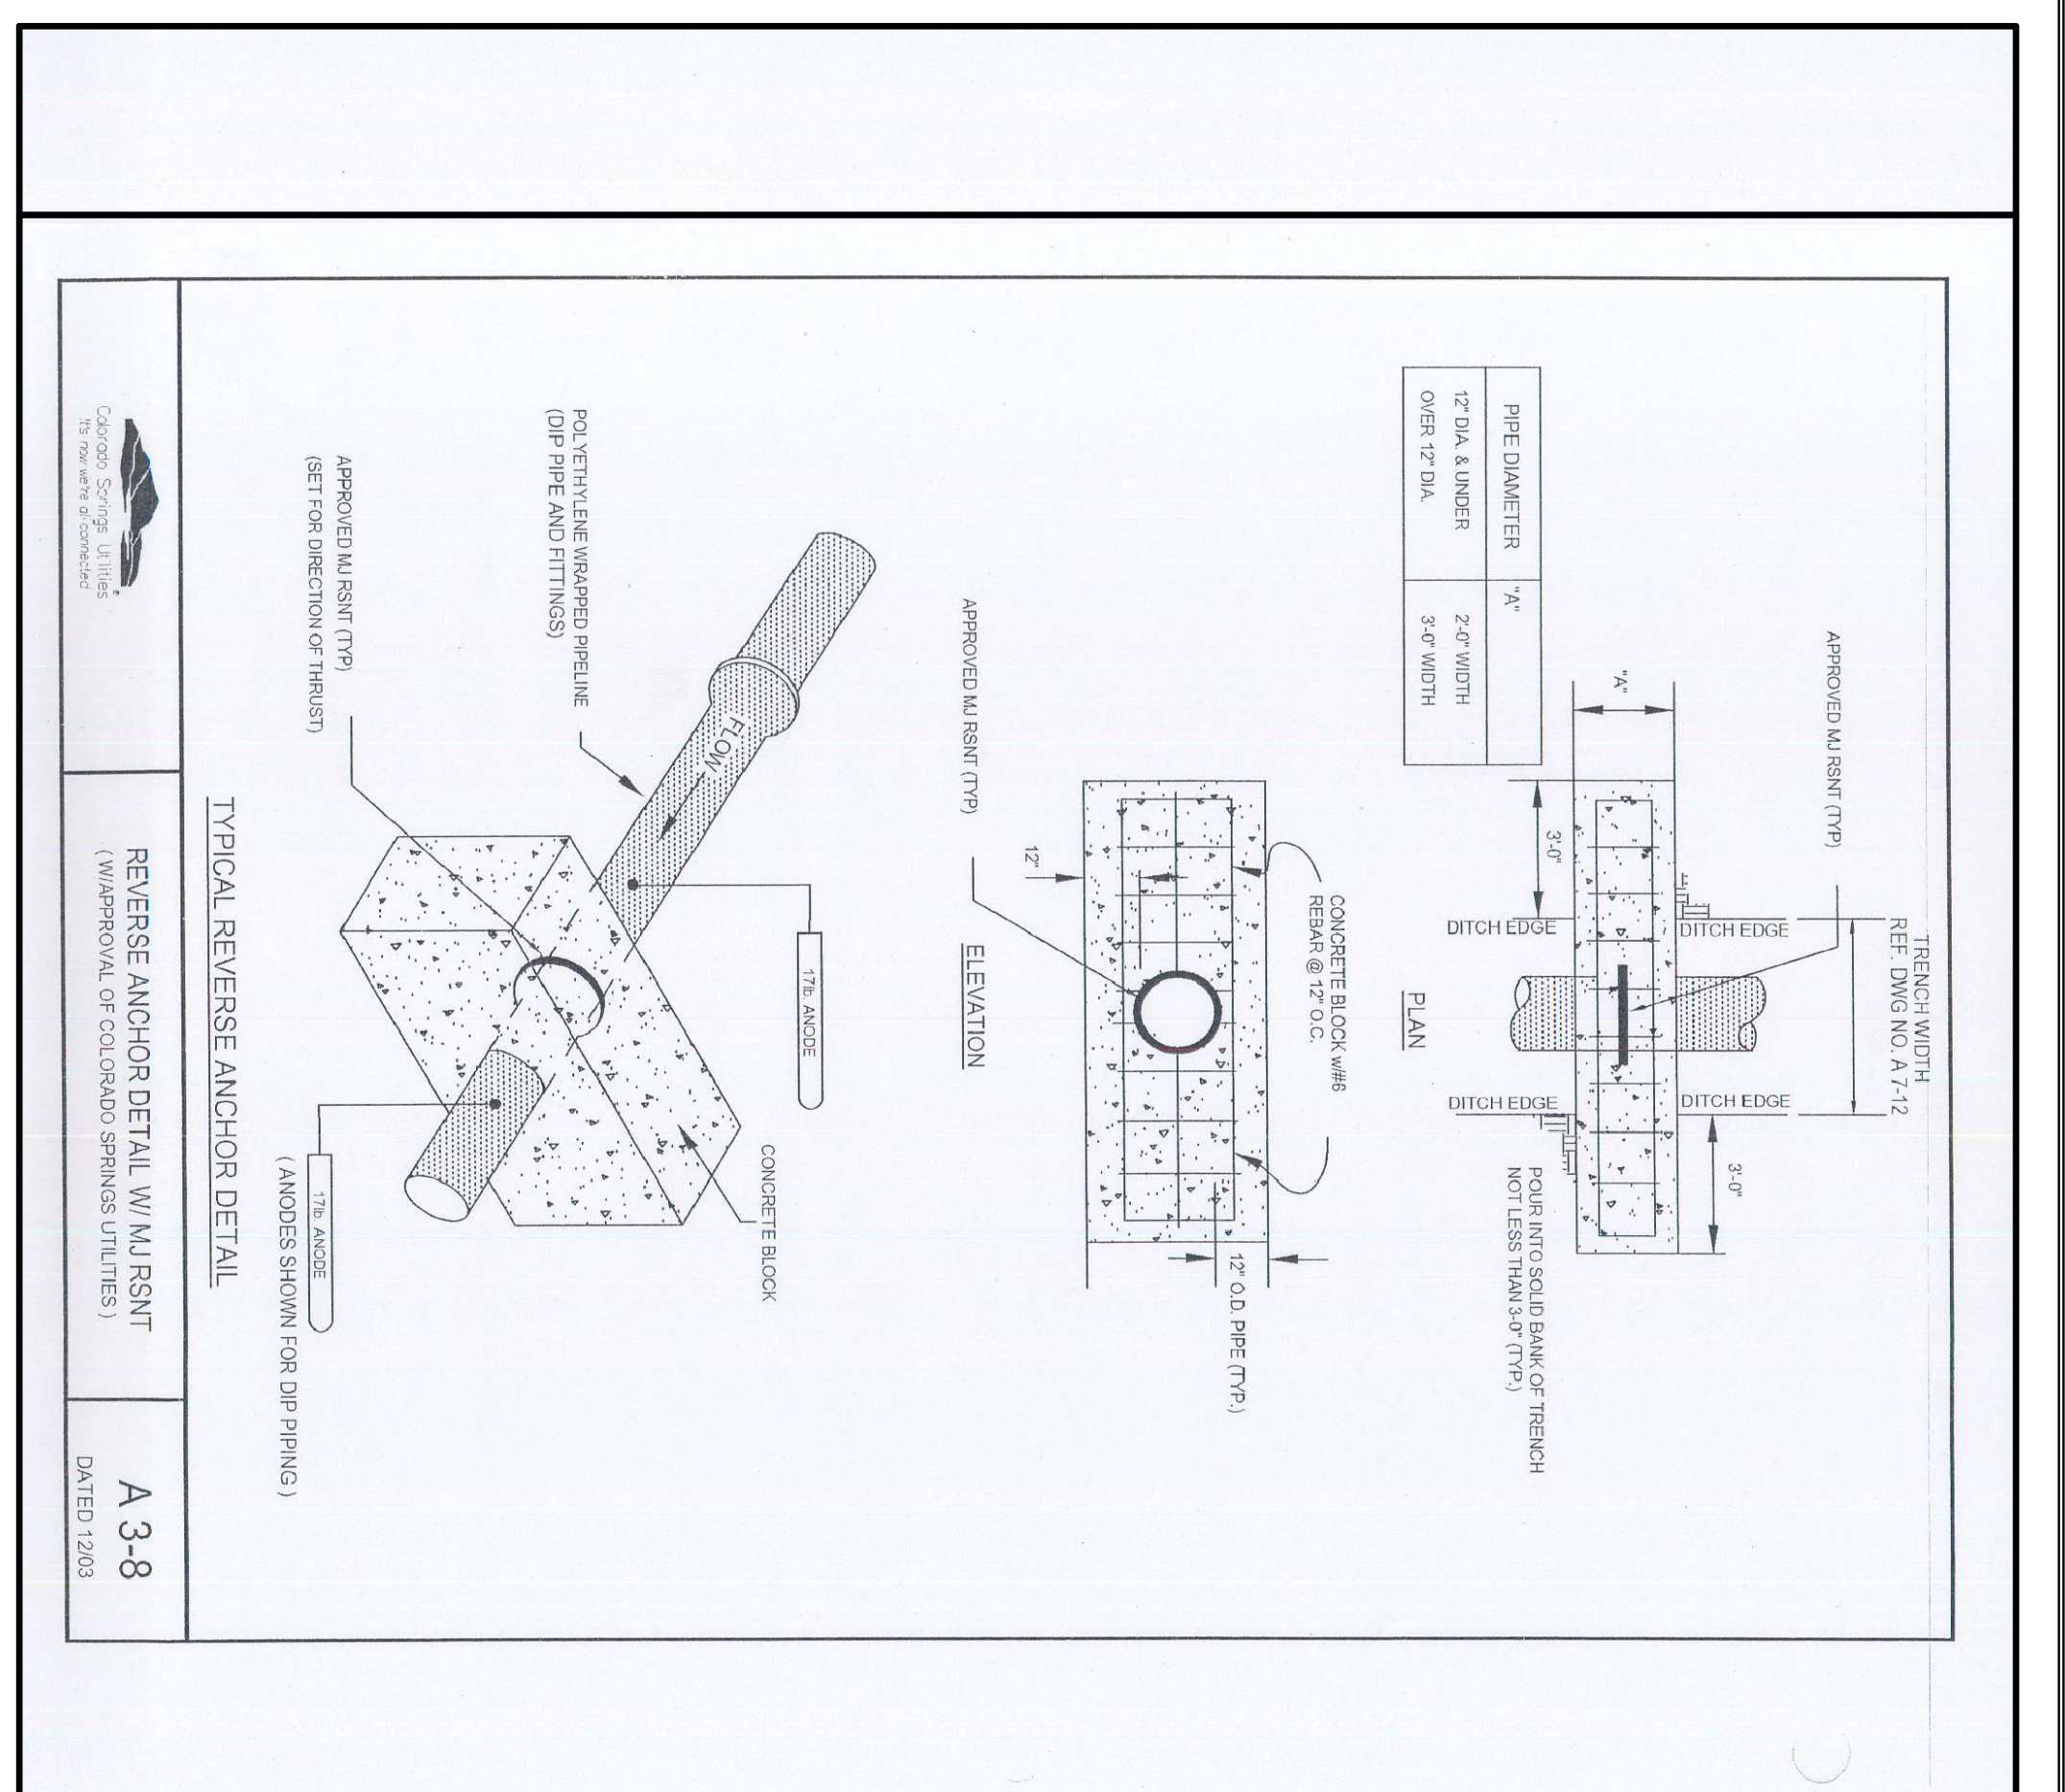 TRENCH WIDTH
REF. DWG NO. A 7-12
APPROVED MJ RSNT (TYP)
"A"
3'-0"
3'-0"
DITCH EDGE
DITCH EDGE
DITCH EDGE
DITCH EDGE
POUR INTO SOLID BANK OF TRENCH
NOT LESS THAN 3-0" (TYP.)
PIPE DIAMETER "A"
12" DIA. & UNDER 2'-0" WIDTH
OVER 12" DIA. 3'-0" WIDTH
PLAN
CONCRETE BLOCK w/#6
REBAR @ 12" O.C.
12"
12" O.D. PIPE (TYP.)
APPROVED MJ RSNT (TYP)
ELEVATION
17lb. ANODE
CONCRETE BLOCK
FLOW
POLYETHYLENE WRAPPED PIPELINE
(DIP PIPE AND FITTINGS)
APPROVED MJ RSNT (TYP)
(SET FOR DIRECTION OF THRUST)
17lb. ANODE
( ANODES SHOWN FOR DIP PIPING )
TYPICAL REVERSE ANCHOR DETAIL
Colorado Springs Utilities
It's how we're all connected
REVERSE ANCHOR DETAIL W/ MJ RSNT
( W/APPROVAL OF COLORADO SPRINGS UTILITIES )
A 3-8
DATED 12/03